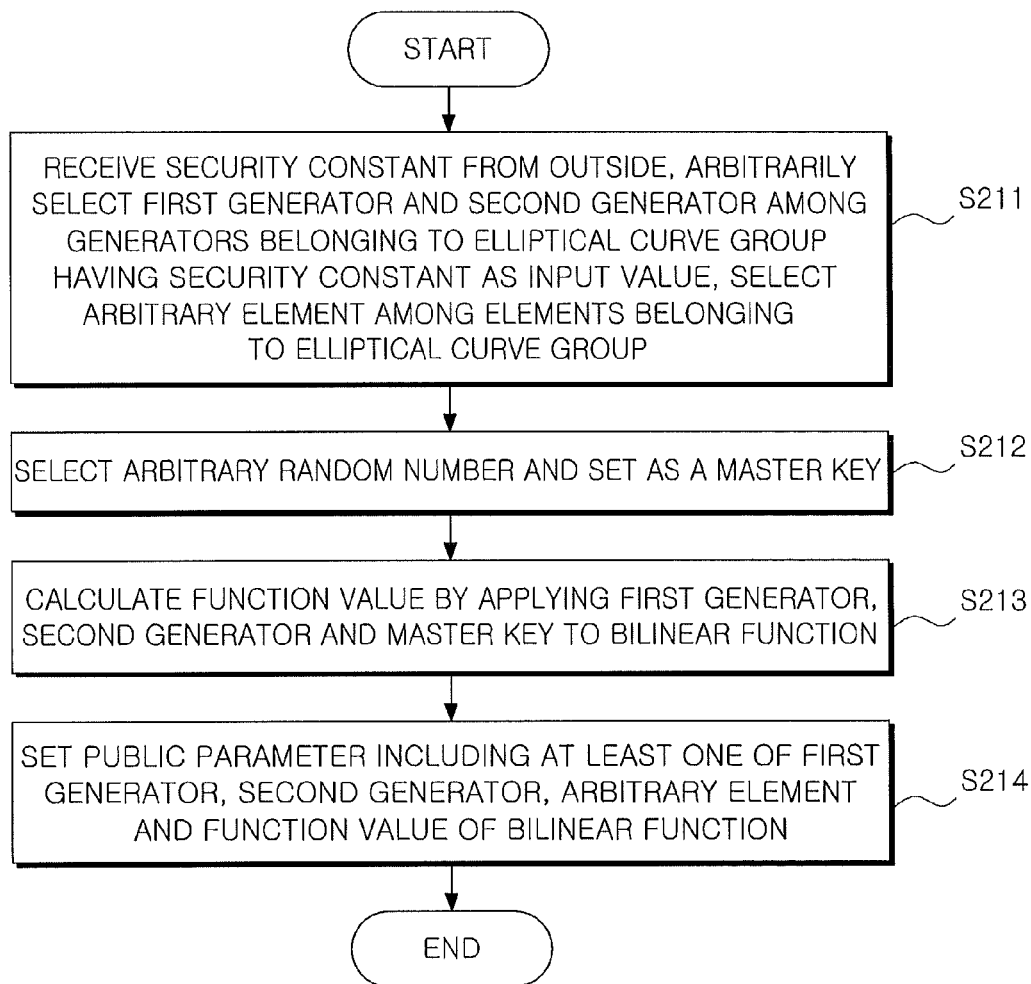 START
RECEIVE SECURITY CONSTANT FROM OUTSIDE, ARBITRARILY
SELECT FIRST GENERATOR AND SECOND GENERATOR AMONG
GENERATORS BELONGING TO ELLIPTICAL CURVE GROUP
HAVING SECURITY CONSTANT AS INPUT VALUE, SELECT
ARBITRARY ELEMENT AMONG ELEMENTS BELONGING
TO ELLIPTICAL CURVE GROUP.
S211
SELECT ARBITRARY RANDOM NUMBER AND SET AS A MASTER KEY
S212
CALCULATE FUNCTION VALUE BY APPLYING FIRST GENERATOR,
SECOND GENERATOR AND MASTER KEY TO BILINEAR FUNCTION
S213
SET PUBLIC PARAMETER INCLUDING AT LEAST ONE OF FIRST
GENERATOR, SECOND GENERATOR, ARBITRARY ELEMENT
AND FUNCTION VALUE OF BILINEAR FUNCTION
S214
END